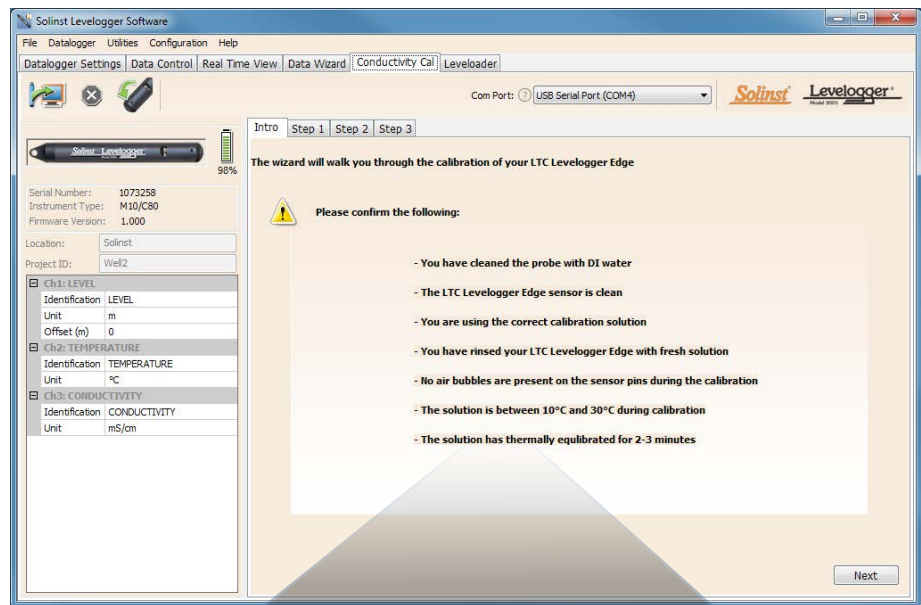 Solinst Levelogger Software
File Datalogger Utilities Configuration Help
Datalogger Settings Data Control Real Time View Data Wizard Conductivity Cal Leveloader
Com Port: ? USB Serial Port (COM4)
Solinst Levelogger
Model 3001
Intro Step 1 Step 2 Step 3
Solinst Levelogger
98%
Serial Number: 1073258
Instrument Type: M10/C80
Firmware Version: 1.000
Location: Solinst
Project ID: Well2
Ch1: LEVEL
Identification LEVEL
Unit m
Offset (m) 0
Ch2: TEMPERATURE
Identification TEMPERATURE
Unit °C
Ch3: CONDUCTIVITY
Identification CONDUCTIVITY
Unit mS/cm
The wizard will walk you through the calibration of your LTC Levelogger Edge
Please confirm the following:
- You have cleaned the probe with DI water
- The LTC Levelogger Edge sensor is clean
- You are using the correct calibration solution
- You have rinsed your LTC Levelogger Edge with fresh solution
- No air bubbles are present on the sensor pins during the calibration
- The solution is between 10°C and 30°C during calibration
- The solution has thermally equlibrated for 2-3 minutes
Next